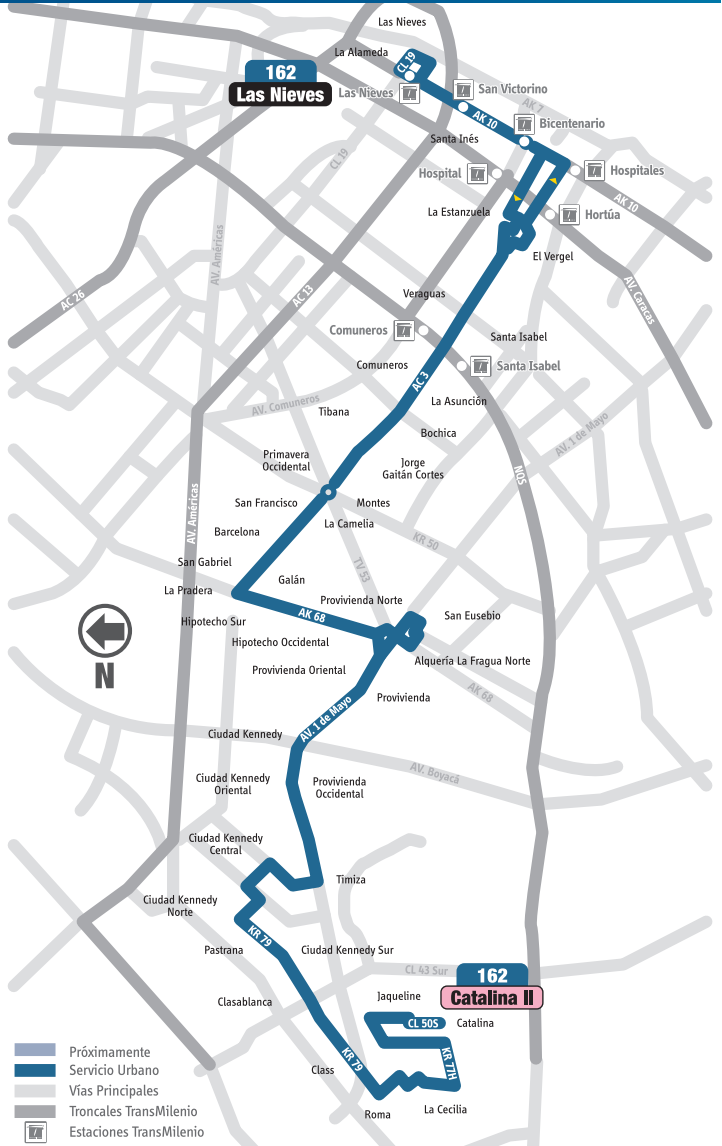 Las Nieves
La Alameda
CL 19
162
Las Nieves
Las Nieves
San Victorino
AK 7
AK 10
Bicentenario
Santa Inés
CL 19
Hospital
Hospitales
AK 10
La Estanzuela
Hortúa
AV. Américas
El Vergel
AC 26
AC 13
Veraguas
AV. Caracas
Comuneros
Santa Isabel
Comuneros
Santa Isabel
AC 3
AV. Comuneros
Tibana
La Asunción
AV. 1 de Mayo
Bochica
Primavera
Occidental
Jorge
Gaitán Cortes
NQS
AV. Américas
San Francisco
Montes
La Camelia
Barcelona
KR 50
San Gabriel
TV 53
Galán
La Pradera
Provivienda Norte
AK 68
San Eusebio
Hipotecho Sur
Hipotecho Occidental
Alquería La Fragua Norte
Provivienda Oriental
AK 68
N
Provivienda
AV. 1 de Mayo
Ciudad Kennedy
AV. Boyacá
Ciudad Kennedy
Oriental
Provivienda
Occidental
Ciudad Kennedy
Central
Timiza
Ciudad Kennedy
Norte
KR 79
Pastrana
Ciudad Kennedy Sur
CL 43 Sur
162
Catalina II
Jaqueline
Clasablanca
CL 50S
Catalina
KR 79
KR 77H
Class
La Cecilia
Roma
Próximamente
Servicio Urbano
Vías Principales
Troncales TransMilenio
Estaciones TransMilenio